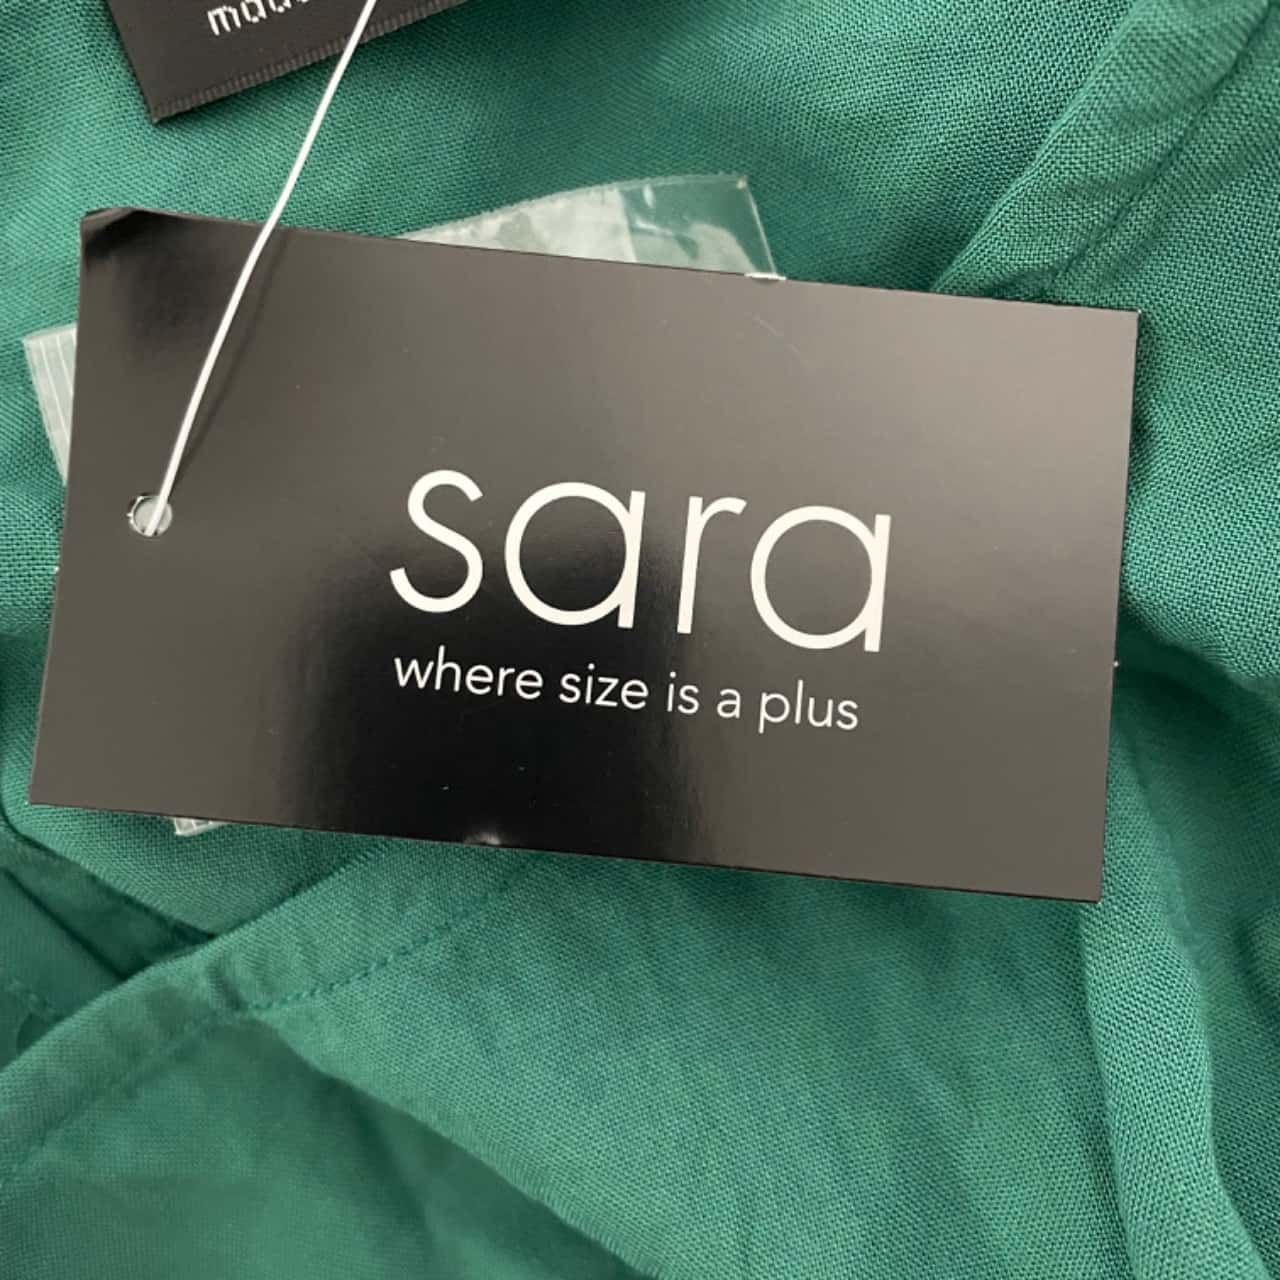 sara
where size is a plus